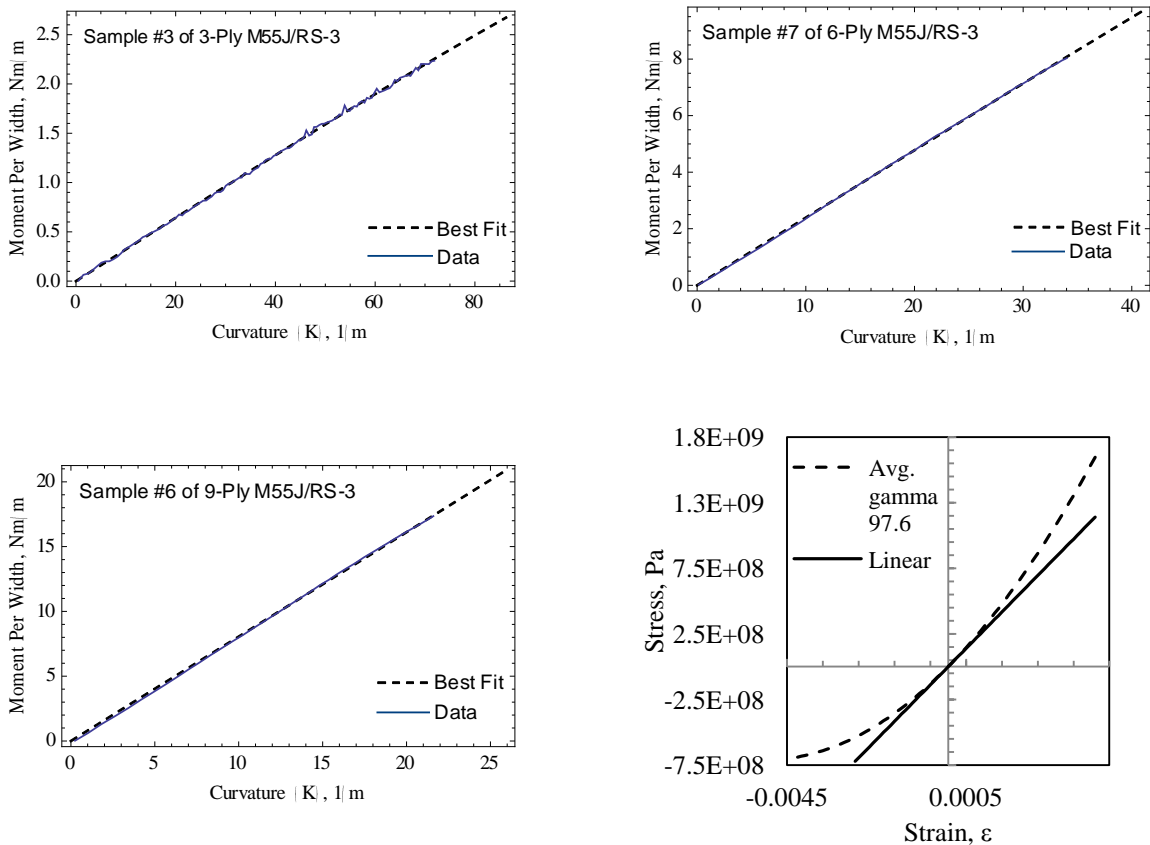 Sample #3 of 3-Ply M55J/RS-3
Moment Per Width, Nm|m
2.5
2.0
1.5
1.0
0.5
0.0
Best Fit
Data
0
20
40
60
80
Curvature |K|, 1|m
Sample #7 of 6-Ply M55J/RS-3
Moment Per Width, Nm|m
8
6
4
2
0
Best Fit
Data
0
10
20
30
40
Curvature |K|, 1|m
Sample #6 of 9-Ply M55J/RS-3
Moment Per Width, Nm|m
20
15
10
5
0
Best Fit
Data
0
5
10
15
20
25
Curvature |K|, 1|m
1.8E+09
1.3E+09
7.5E+08
2.5E+08
-2.5E+08
-7.5E+08
Stress, Pa
Avg.
gamma
97.6
Linear
-0.0045
0.0005
Strain, ε